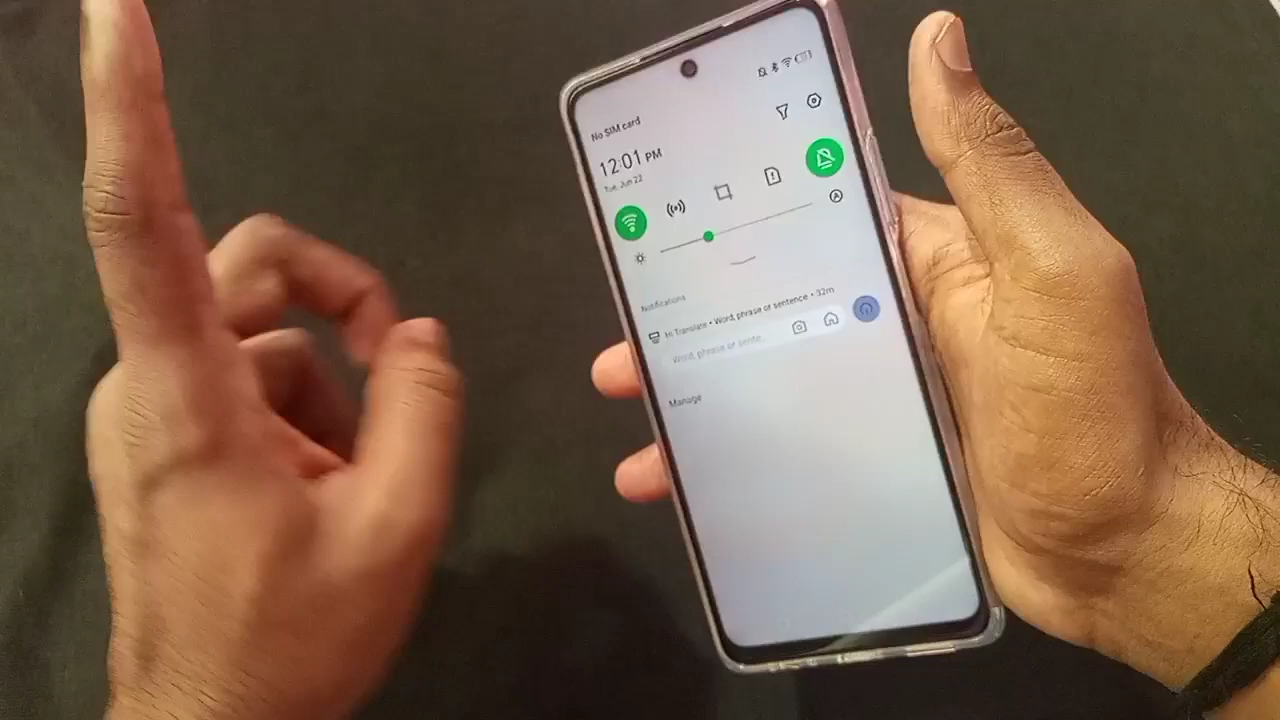 No SIM card
12:01 PM
Tue, Jun 22
Notifications
Hi Translate • Word, phrase or sentence • 32m
Word, phrase or sente...
Manage